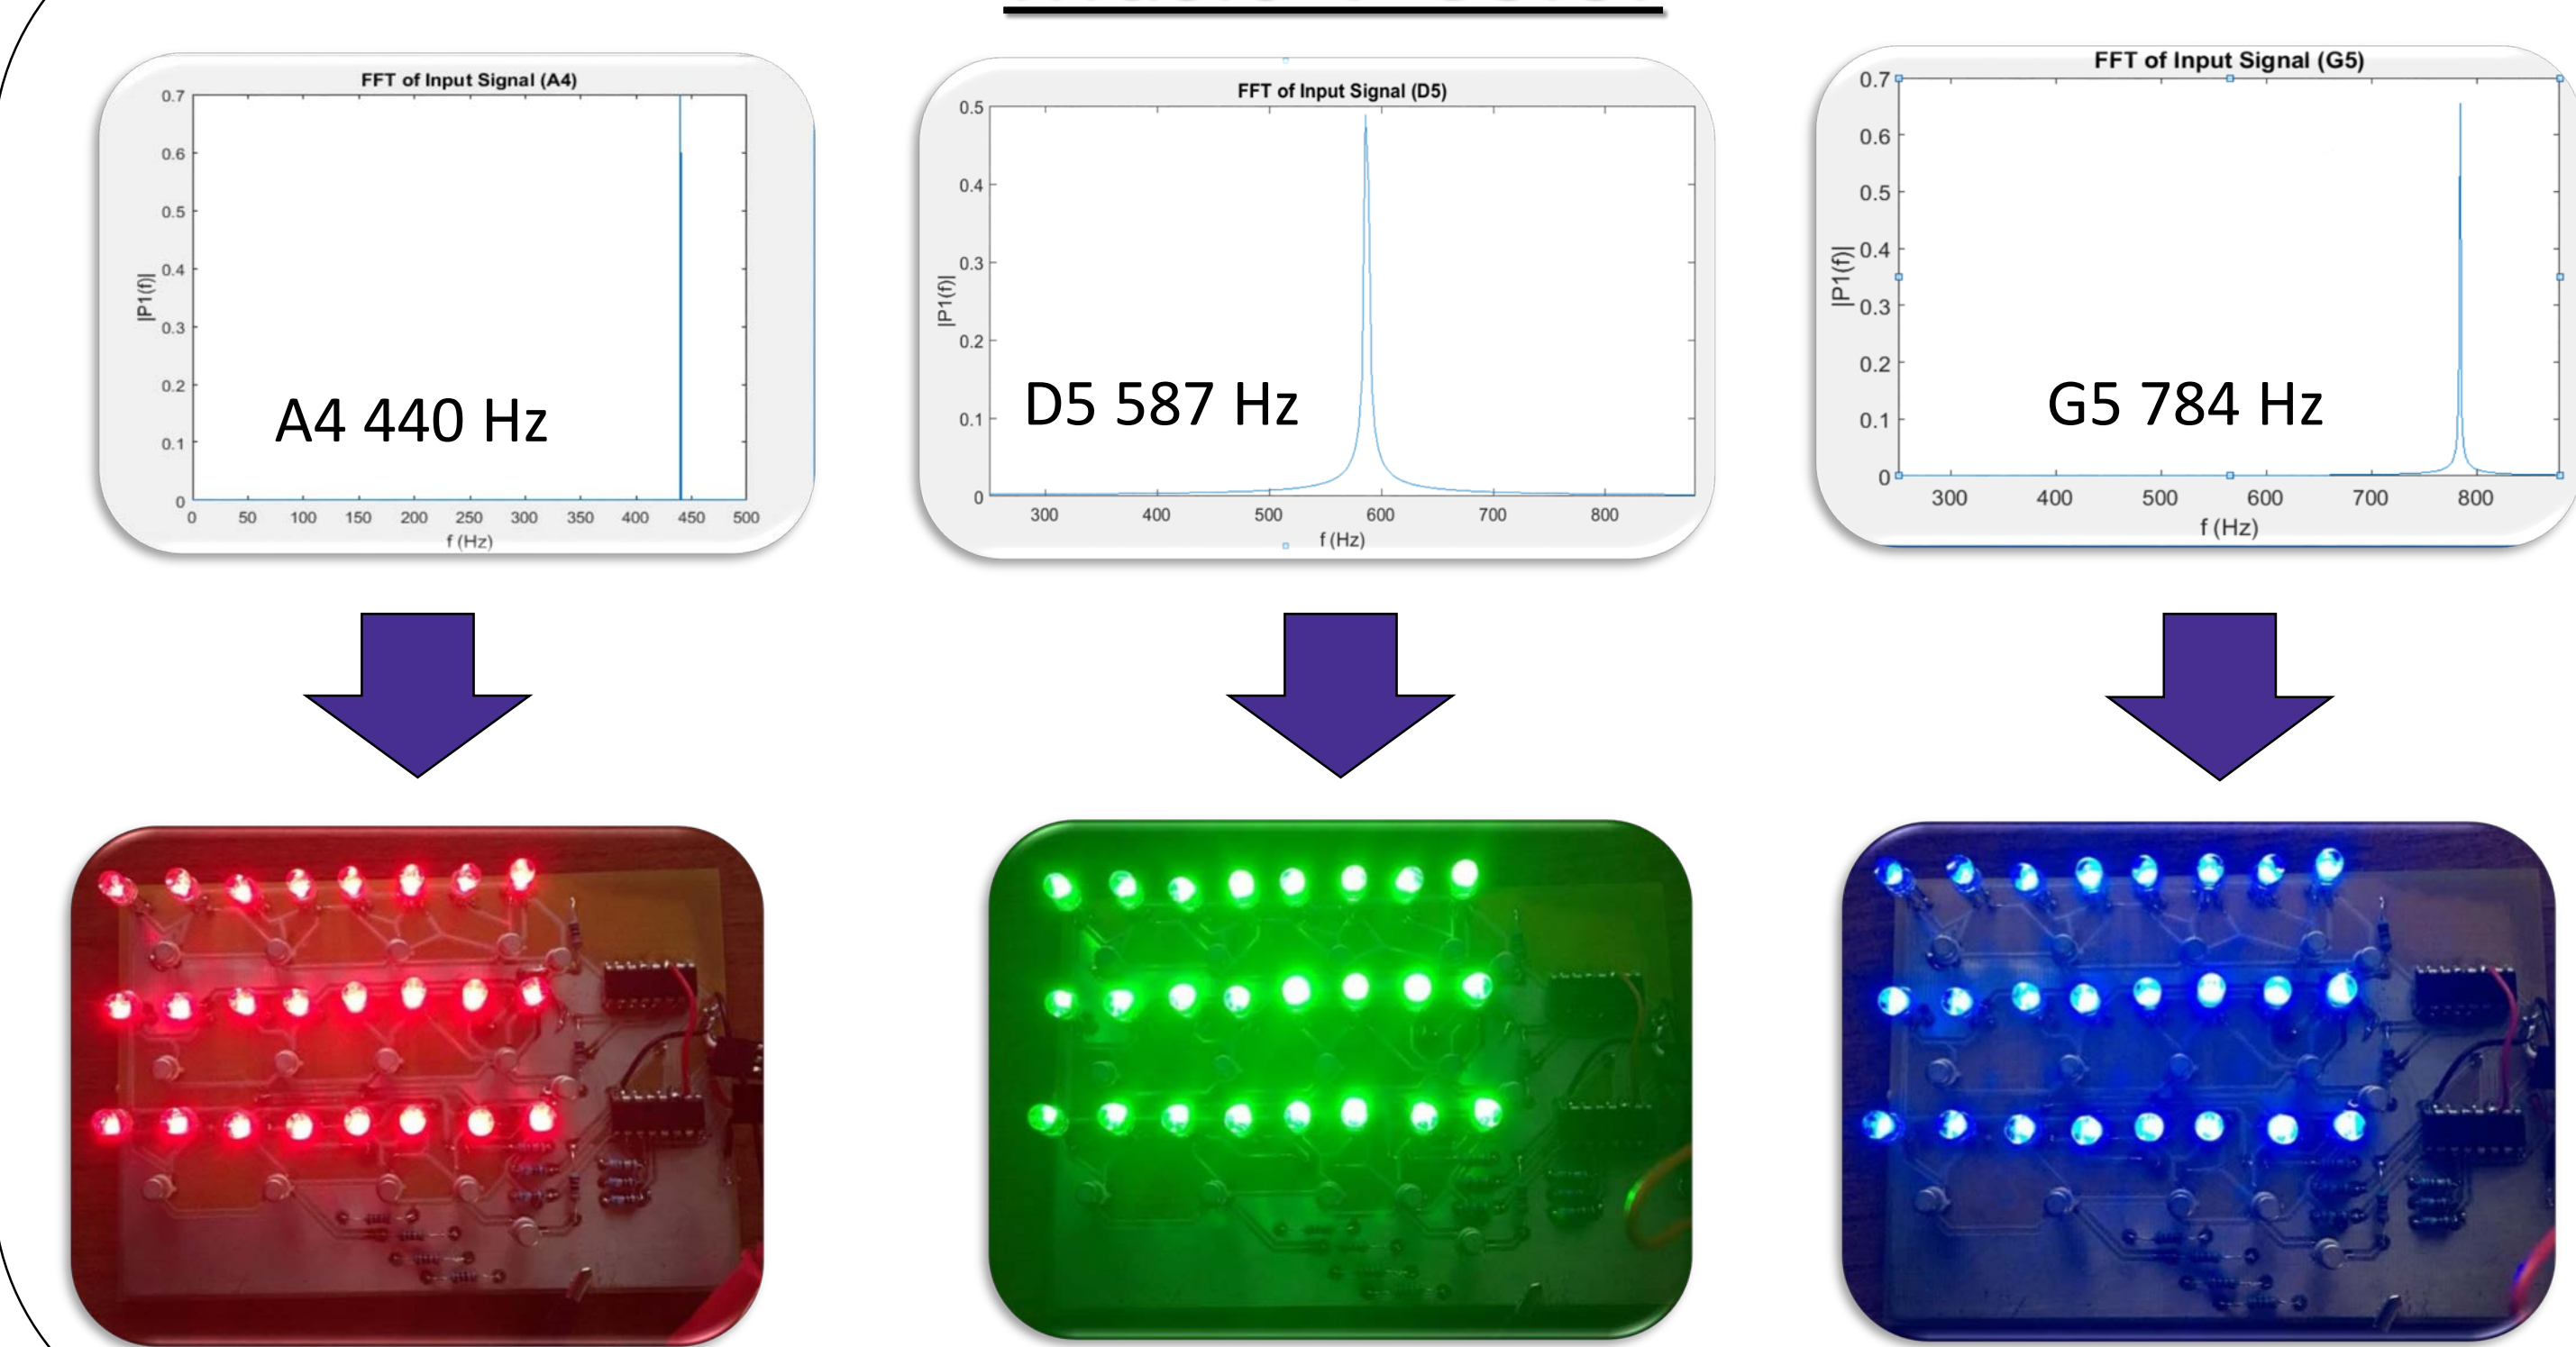 FFT of Input Signal (A4)
0.7
0.6
0.5
0.4
0.3
0.2
0.1
0
|P1(f)|
A4 440 Hz
0 50 100 150 200 250 300 350 400 450 500
f (Hz)
FFT of Input Signal (D5)
0.5
0.4
0.3
0.2
0.1
0
|P1(f)|
D5 587 Hz
300 400 500 600 700 800
f (Hz)
FFT of Input Signal (G5)
0.7
0.6
0.5
0.4
0.3
0.2
0.1
0
|P1(f)|
G5 784 Hz
300 400 500 600 700 800
f (Hz)